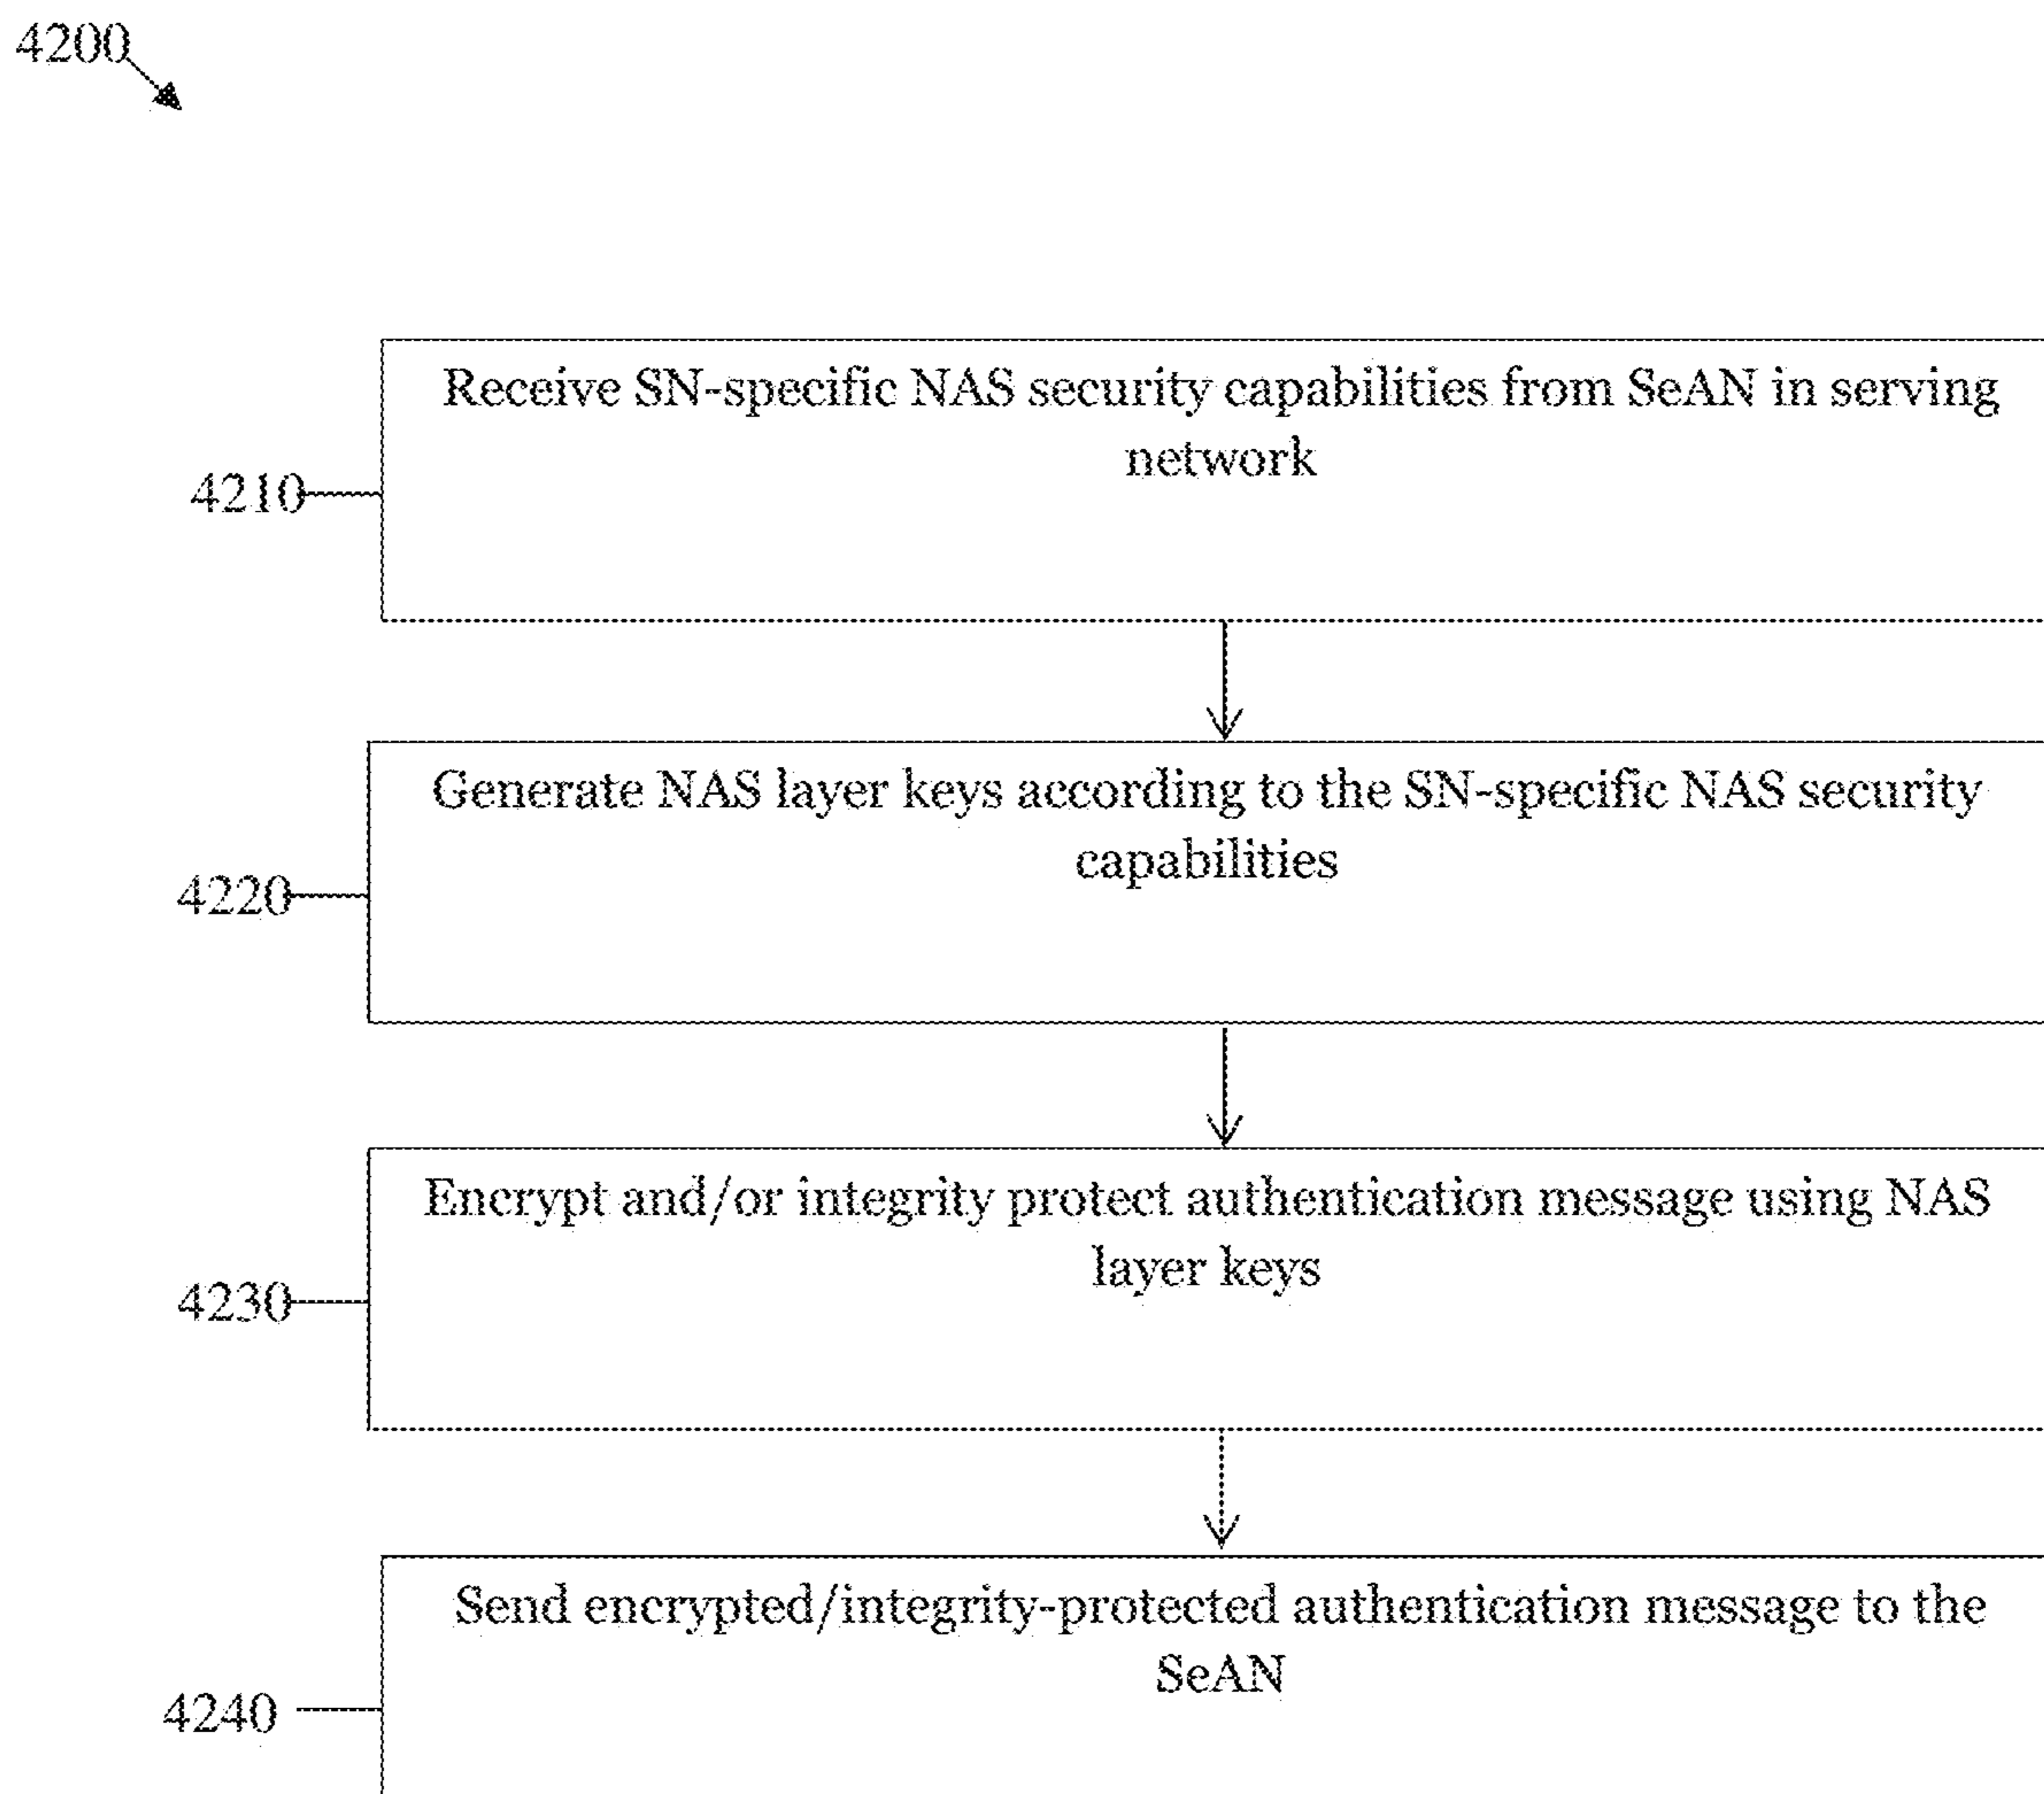 4200
Receive SN-specific NAS security capabilities from SeAN in serving
network
4210
Generate NAS layer keys according to the SN-specific NAS security
capabilities
4220
Encrypt and/or integrity protect authentication message using NAS
layer keys
4230
Send encrypted/integrity-protected authentication message to the
SeAN
4240